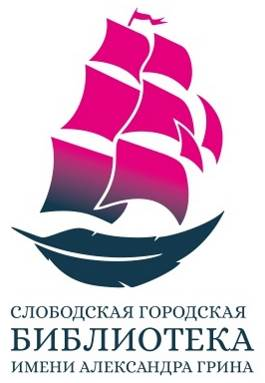 СЛОБОДСКАЯ ГОРОДСКАЯ
БИБЛИОТЕКА
ИМЕНИ АЛЕКСАНДРА ГРИНА